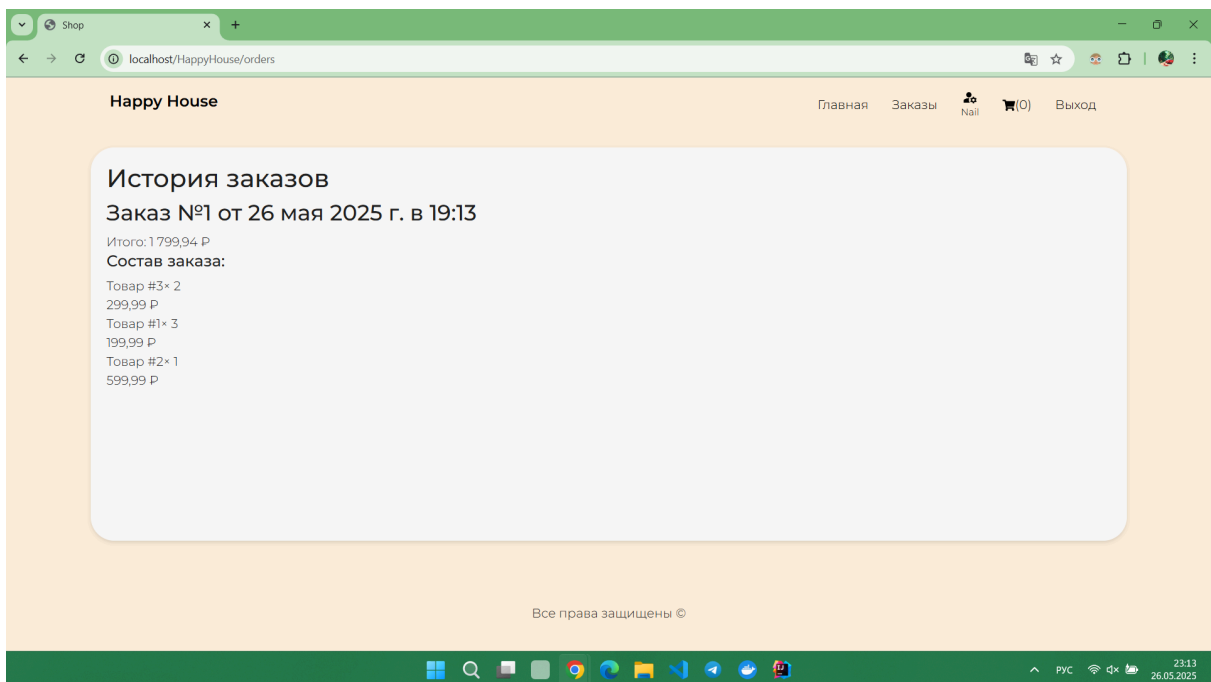 Shop
localhost/HappyHouse/orders
Happy House
Главная Заказы Nail (0) Выход
История заказов
Заказ №1 от 26 мая 2025 г. в 19:13
Итого: 1 799,94 ₽
Состав заказа:
Товар #3× 2
299,99 ₽
Товар #1× 3
199,99 ₽
Товар #2× 1
599,99 ₽
Все права защищены ©
РУС 23:13
26.05.2025